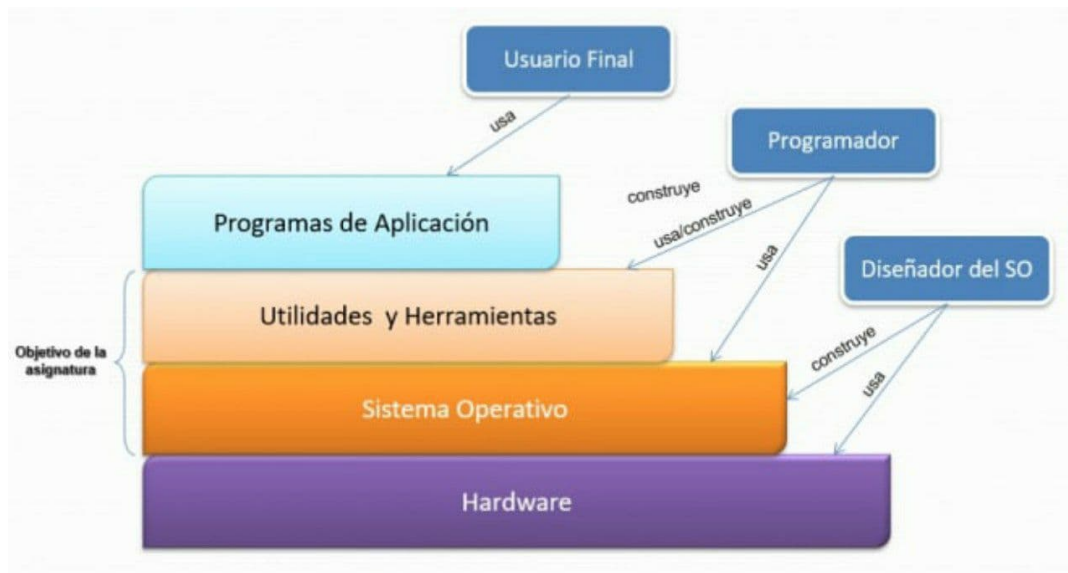 Usuario Final
usa
Programador
construye
usa/construye
usa
Diseñador del SO
construye
usa
Programas de Aplicación
Utilidades y Herramientas
Objetivo de la
asignatura
Sistema Operativo
Hardware